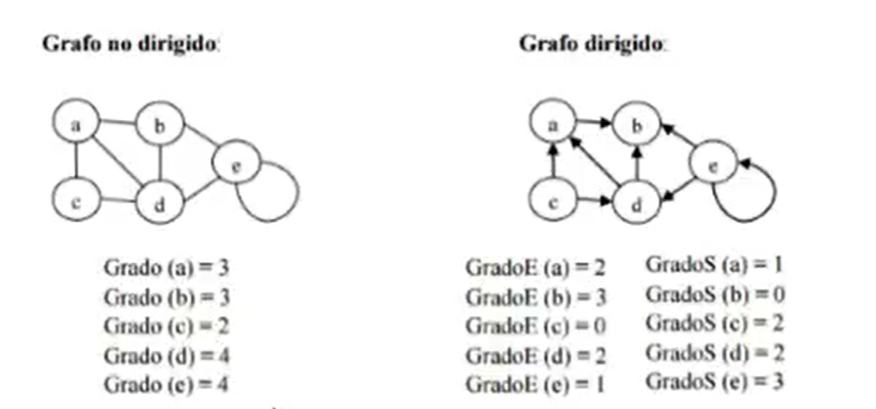 Grafo no dirigido:
a
b
e
c
d
Grado (a) = 3
Grado (b) = 3
Grado (c) = 2
Grado (d) = 4
Grado (e) = 4
Grafo dirigido:
a
b
e
c
d
GradoE (a) = 2
GradoE (b) = 3
GradoE (c) = 0
GradoE (d) = 2
GradoE (e) = 1
GradoS (a) = 1
GradoS (b) = 0
GradoS (c) = 2
GradoS (d) = 2
GradoS (e) = 3